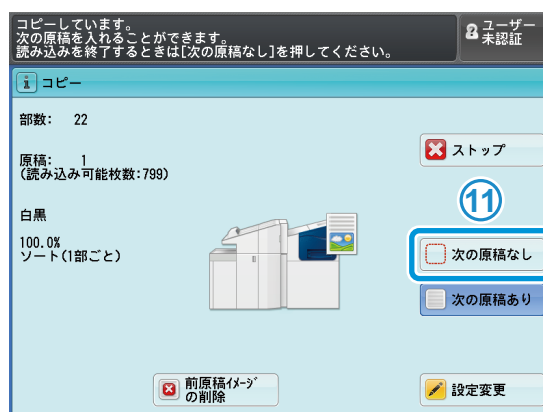 コピーしています。
次の原稿を入れることができます。
読み込みを終了するときは[次の原稿なし]を押してください。
ユーザー
未認証
i コピー
部数: 22
原稿: 1
(読み込み可能枚数:799)
ストップ
白黒
11
100.0%
ソート(1部ごと)
次の原稿なし
次の原稿あり
前原稿イメージ
の削除
設定変更